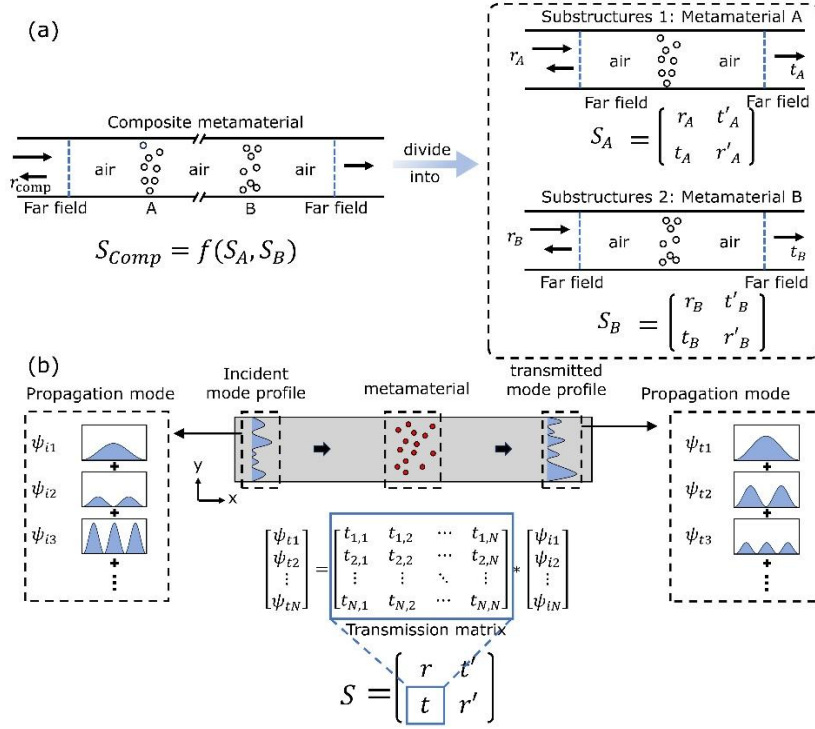 (a)
Composite metamaterial
air air air
r_comp
Far field A B Far field
S_Comp = f(S_A, S_B)
divide
into
Substructures 1: Metamaterial A
r_A air air t_A
Far field Far field
S_A = ( r_A t'_A
t_A r'_A )
Substructures 2: Metamaterial B
r_B air air t_B
Far field Far field
S_B = ( r_B t'_B
t_B r'_B )
(b)
Propagation mode
ψ_i1
+
ψ_i2
+
ψ_i3
+
⋮
Incident
mode profile
metamaterial
transmitted
mode profile
y
x
Propagation mode
ψ_t1
+
ψ_t2
+
ψ_t3
+
⋮
[ψ_t1 ψ_t2 ⋮ ψ_tN] = [t_1,1 t_1,2 ⋯ t_1,N
t_2,1 t_2,2 ⋯ t_2,N
⋮ ⋮ ⋱ ⋮
t_N,1 t_N,2 ⋯ t_N,N] * [ψ_i1 ψ_i2 ⋮ ψ_iN]
Transmission matrix
S = ( r t'
t r' )